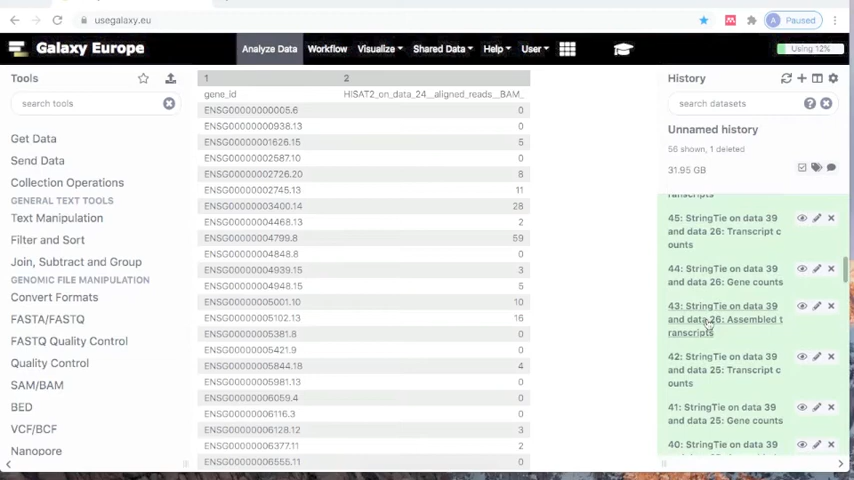 usegalaxy.eu
Paused
Galaxy Europe
Analyze Data Workflow Visualize Shared Data Help User
Using 12%
Tools
search tools
Get Data
Send Data
Collection Operations
GENERAL TEXT TOOLS
Text Manipulation
Filter and Sort
Join, Subtract and Group
GENOMIC FILE MANIPULATION
Convert Formats
FASTA/FASTQ
FASTQ Quality Control
Quality Control
SAM/BAM
BED
VCF/BCF
Nanopore
1 2
gene_id HISAT2_on_data_24__aligned_reads__BAM_
ENSG00000000005.6 0
ENSG00000000938.13 0
ENSG00000001626.15 5
ENSG00000002587.10 0
ENSG00000002726.20 8
ENSG00000002745.13 11
ENSG00000003400.14 28
ENSG00000004468.13 2
ENSG00000004799.8 59
ENSG00000004848.8 0
ENSG00000004939.15 3
ENSG00000004948.15 5
ENSG00000005001.10 10
ENSG00000005102.13 16
ENSG00000005381.8 0
ENSG00000005421.9 0
ENSG00000005844.18 4
ENSG00000005981.13 0
ENSG00000006059.4 0
ENSG00000006116.3 0
ENSG00000006128.12 3
ENSG00000006377.11 2
ENSG00000006555.11 0
History
search datasets
Unnamed history
56 shown, 1 deleted
31.95 GB
ranscripts
45: StringTie on data 39
and data 26: Transcript c
ounts
44: StringTie on data 39
and data 26: Gene counts
43: StringTie on data 39
and data 26: Assembled t
ranscripts
42: StringTie on data 39
and data 25: Transcript c
ounts
41: StringTie on data 39
and data 25: Gene counts
40: StringTie on data 39